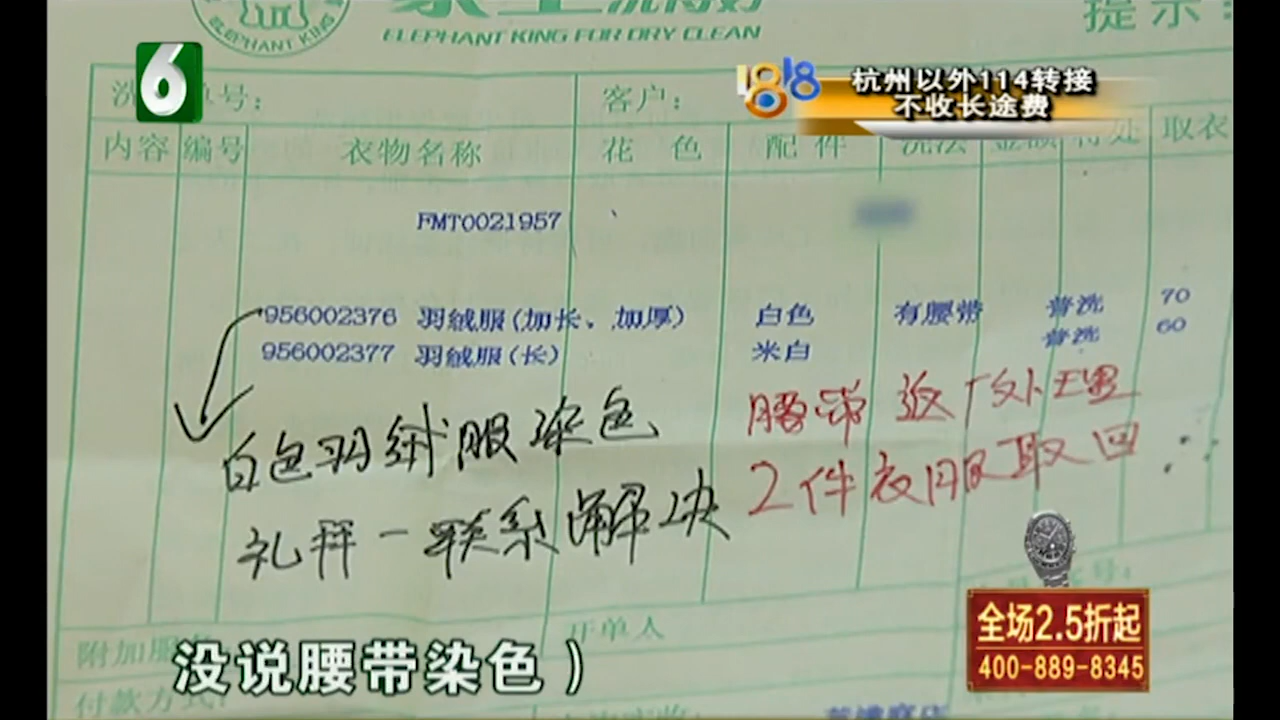 ELEPHANT KING
ELEPHANT KING FOR DRY CLEAN
提示:
6
1818
杭州以外114转接
不收长途费
单号:
客户:
内容 编号 衣物名称 花色 配件 洗法 金额 待处 取衣
FMT0021957
956002376 羽绒服(加长、加厚) 白色 有腰带 普洗 70
956002377 羽绒服(长) 米白 普洗 60
白色羽绒服染色
礼拜一联系解决
腰带返厂处理
2件衣服取回
附加服
开单人
付款方式:
没说腰带染色)
全场2.5折起
400-889-8345